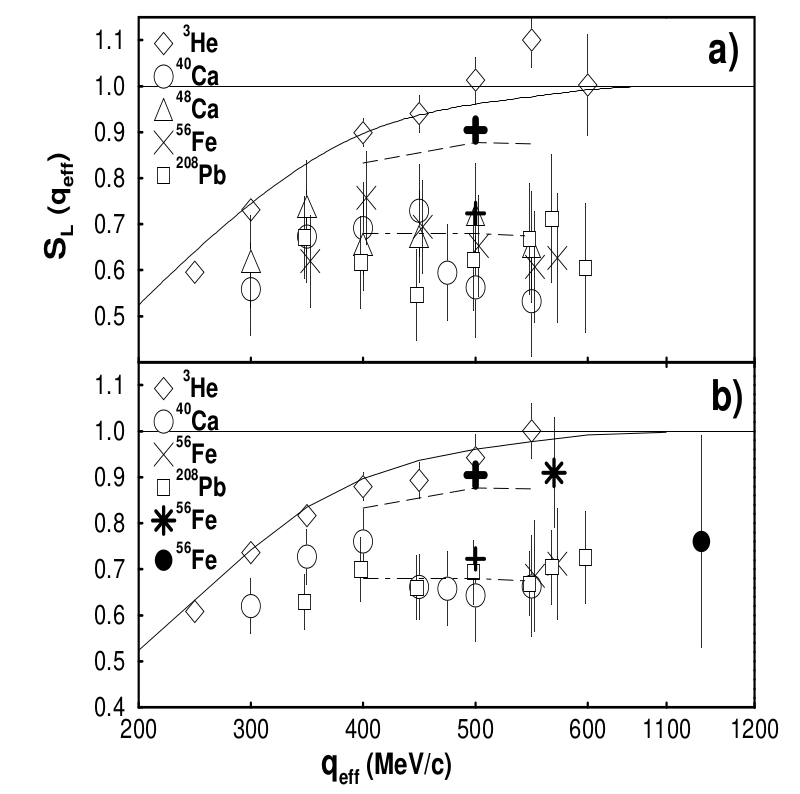 a)
1.1
1.0
0.9
0.8
0.7
0.6
0.5
S_L (q_eff)
³He
⁴⁰Ca
⁴⁸Ca
⁵⁶Fe
²⁰⁸Pb
b)
1.1
1.0
0.9
0.8
0.7
0.6
0.5
0.4
³He
⁴⁰Ca
⁵⁶Fe
²⁰⁸Pb
⁵⁶Fe
⁵⁶Fe
200 300 400 500 600 1100 1200
q_eff (MeV/c)